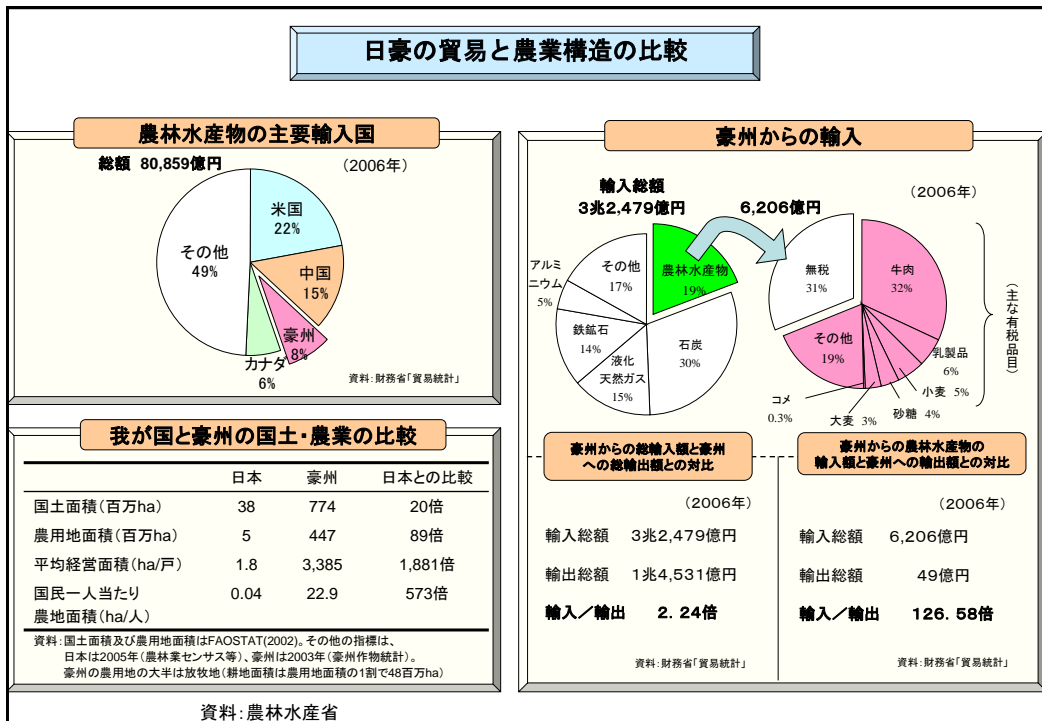 日豪の貿易と農業構造の比較
農林水産物の主要輸入国
総額 80,859億円
（2006年）
米国
22%
中国
15%
豪州
8%
カナダ
6%
その他
49%
資料：財務省「貿易統計」
我が国と豪州の国土・農業の比較
日本 豪州 日本との比較
国土面積（百万ha） 38 774 20倍
農用地面積（百万ha） 5 447 89倍
平均経営面積（ha/戸） 1.8 3,385 1,881倍
国民一人当たり 0.04 22.9 573倍
農地面積（ha/人）
資料：国土面積及び農用地面積はFAOSTAT(2002)。その他の指標は、
日本は2005年（農林業センサス等）、豪州は2003年（豪州作物統計）。
豪州の農用地の大半は放牧地（耕地面積は農用地面積の1割で48百万ha）
豪州からの輸入
輸入総額
3兆2,479億円
6,206億円
（2006年）
農林水産物
19%
石炭
30%
液化
天然ガス
15%
鉄鉱石
14%
アルミ
ニウム
5%
その他
17%
無税
31%
牛肉
32%
乳製品
6%
小麦 5%
砂糖 4%
大麦 3%
コメ
0.3%
その他
19%
（主な有税品目）
豪州からの総輸入額と豪州
への総輸出額との対比
（2006年）
輸入総額 3兆2,479億円
輸出総額 1兆4,531億円
輸入／輸出 2．24倍
資料：財務省「貿易統計」
豪州からの農林水産物の
輸入額と豪州への輸出額との対比
（2006年）
輸入総額 6,206億円
輸出総額 49億円
輸入／輸出 126．58倍
資料：財務省「貿易統計」
資料：農林水産省